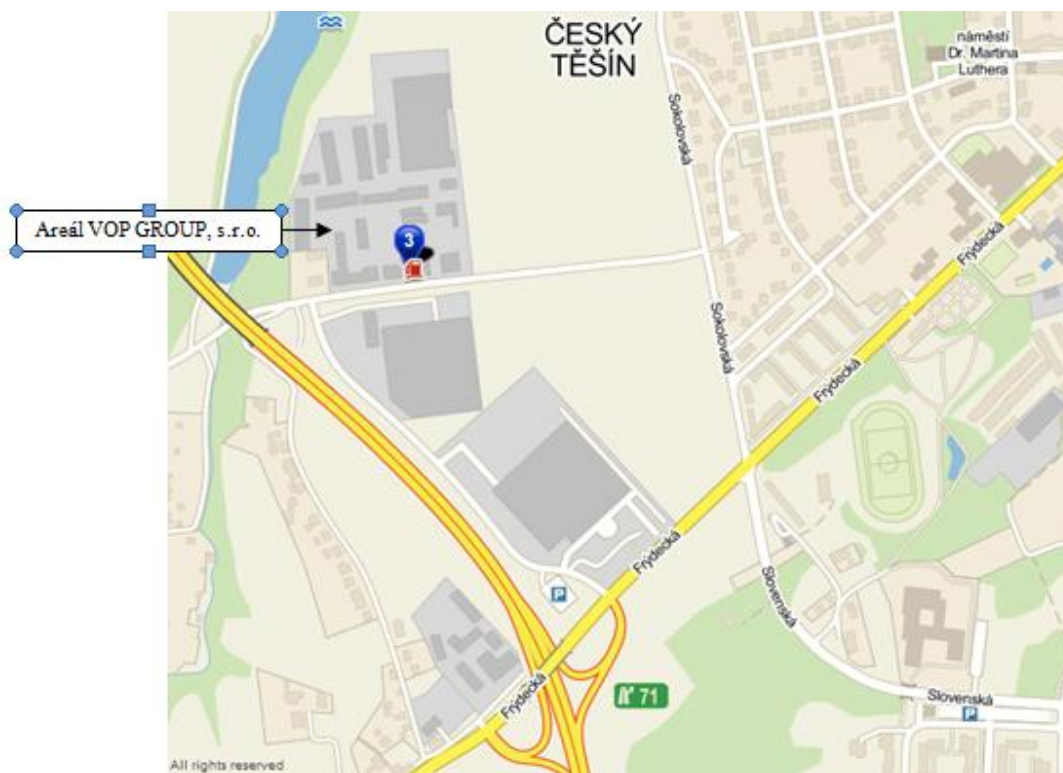 ČESKÝ
TĚŠÍN
náměstí
Dr. Martina
Luthera
Sokolovská
Areál VOP GROUP, s.r.o.
3
Frýdecká
Sokolovská
Frýdecká
Frýdecká
Slovenská
P
Frýdecká
71
Slovenská
P
All rights reserved